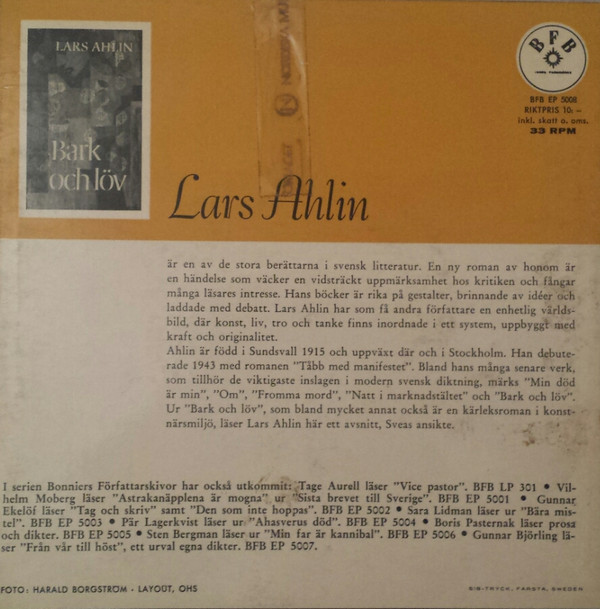 LARS AHLIN
Bark
och löv
BFB
BFB EP 5008
RIKTPRIS 10:–
inkl. skatt o. oms.
33 RPM
Lars Ahlin
är en av de stora berättarna i svensk litteratur. En ny roman av honom är
en händelse som väcker en vidsträckt uppmärksamhet hos kritiken och fångar
många läsares intresse. Hans böcker är rika på gestalter, brinnande av idéer och
laddade med debatt. Lars Ahlin har som få andra författare en enhetlig världs-
bild, där konst, liv, tro och tanke finns inordnade i ett system, uppbyggt med
kraft och originalitet.
Ahlin är född i Sundsvall 1915 och uppväxt där och i Stockholm. Han debute-
rade 1943 med romanen "Tåbb med manifestet". Bland hans många senare verk,
som tillhör de viktigaste inslagen i modern svensk diktning, märks "Min död
är min", "Om", "Fromma mord", "Natt i marknadstältet" och "Bark och löv".
Ur "Bark och löv", som bland mycket annat också är en kärleksroman i konst-
närsmiljö, läser Lars Ahlin här ett avsnitt, Sveas ansikte.
I serien Bonniers Författarskivor har också utkommit: Tage Aurell läser "Vice pastor". BFB LP 301 • Vil-
helm Moberg läser "Astrakanäpplena är mogna" ur "Sista brevet till Sverige". BFB EP 5001 • Gunnar
Ekelöf läser "Tag och skriv" samt "Den som inte hoppas". BFB EP 5002 • Sara Lidman läser ur "Bära mis-
tel". BFB EP 5003 • Pär Lagerkvist läser ur "Ahasverus död". BFB EP 5004 • Boris Pasternak läser prosa
och dikter. BFB EP 5005 • Sten Bergman läser ur "Min far är kannibal". BFB EP 5006 • Gunnar Björling lä-
ser "Från vår till höst", ett urval egna dikter. BFB EP 5007.
FOTO: HARALD BORGSTRÖM - LAYOUT, OHS
SIB-TRYCK, FARSTA, SWEDEN